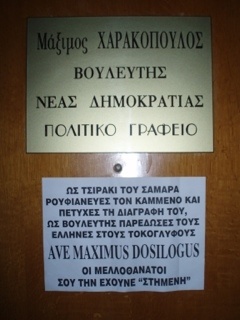 Μάξιμος ΧΑΡΑΚΟΠΟΥΛΟΣ
ΒΟΥΛΕΥΤΗΣ
ΝΕΑΣ ΔΗΜΟΚΡΑΤΙΑΣ
ΠΟΛΙΤΙΚΟ ΓΡΑΦΕΙΟ
ΩΣ ΤΣΙΡΑΚΙ ΤΟΥ ΣΑΜΑΡΑ
ΡΟΥΦΙΑΝΕΥΕΣ ΤΟΝ ΚΑΜΜΕΝΟ ΚΑΙ
ΠΕΤΥΧΕΣ ΤΗ ΔΙΑΓΡΑΦΗ ΤΟΥ,
ΩΣ ΒΟΥΛΕΥΤΗΣ ΠΑΡΕΔΩΣΕΣ ΤΟΥΣ
ΕΛΛΗΝΕΣ ΣΤΟΥΣ ΤΟΚΟΓΛΥΦΟΥΣ
AVE MAXIMUS DOSILOGUS
ΟΙ ΜΕΛΛΟΘΑΝΑΤΟΙ
ΣΟΥ ΤΗΝ ΕΧΟΥΝΕ "ΣΤΗΜΕΝΗ"